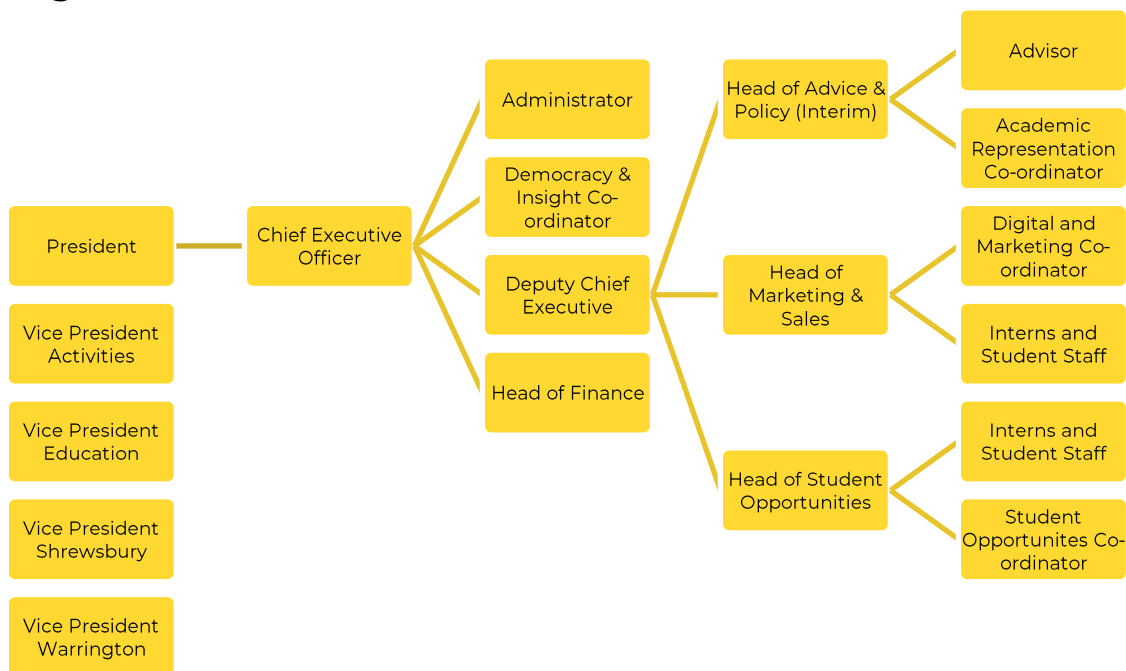 President
Vice President
Activities
Vice President
Education
Vice President
Shrewsbury
Vice President
Warrington
Chief Executive
Officer
Administrator
Democracy &
Insight Co-
ordinator
Deputy Chief
Executive
Head of Finance
Head of Advice &
Policy (Interim)
Head of
Marketing &
Sales
Head of Student
Opportunities
Advisor
Academic
Representation
Co-ordinator
Digital and
Marketing Co-
ordinator
Interns and
Student Staff
Interns and
Student Staff
Student
Opportunites Co-
ordinator